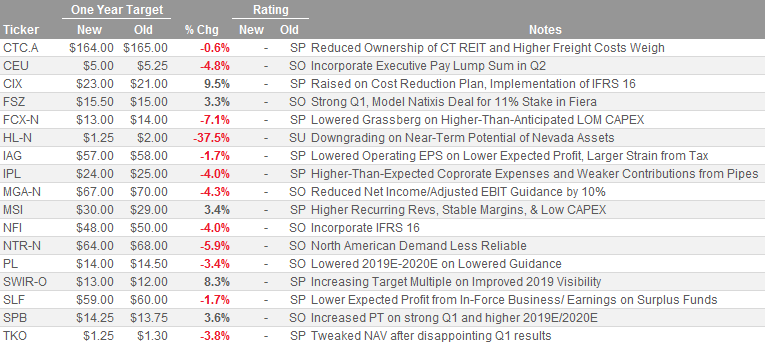 One Year Target Rating
Ticker New Old % Chg New Old Notes
CTC.A $164.00 $165.00 -0.6% - SP Reduced Ownership of CT REIT and Higher Freight Costs Weigh
CEU $5.00 $5.25 -4.8% - SO Incorporate Executive Pay Lump Sum in Q2
CIX $23.00 $21.00 9.5% - SP Raised on Cost Reduction Plan, Implementation of IFRS 16
FSZ $15.50 $15.00 3.3% - SO Strong Q1, Model Natixis Deal for 11% Stake in Fiera
FCX-N $13.00 $14.00 -7.1% - SP Lowered Grassberg on Higher-Than-Anticipated LOM CAPEX
HL-N $1.25 $2.00 -37.5% - SU Downgrading on Near-Term Potential of Nevada Assets
IAG $57.00 $58.00 -1.7% - SP Lowered Operating EPS on Lower Expected Profit, Larger Strain from Tax
IPL $24.00 $25.00 -4.0% - SP Higher-Than-Expected Coprorate Expenses and Weaker Contributions from Pipes
MGA-N $67.00 $70.00 -4.3% - SO Reduced Net Income/Adjusted EBIT Guidance by 10%
MSI $30.00 $29.00 3.4% - SP Higher Recurring Revs, Stable Margins, & Low CAPEX
NFI $48.00 $50.00 -4.0% - SO Incorporate IFRS 16
NTR-N $64.00 $68.00 -5.9% - SO North American Demand Less Reliable
PL $14.00 $14.50 -3.4% - SO Lowered 2019E-2020E on Lowered Guidance
SWIR-O $13.00 $12.00 8.3% - SP Increasing Target Multiple on Improved 2019 Visibility
SLF $59.00 $60.00 -1.7% - SP Lower Expected Profit from In-Force Business/ Earnings on Surplus Funds
SPB $14.25 $13.75 3.6% - SO Increased PT on strong Q1 and higher 2019E/2020E
TKO $1.25 $1.30 -3.8% - SP Tweaked NAV after disappointing Q1 results